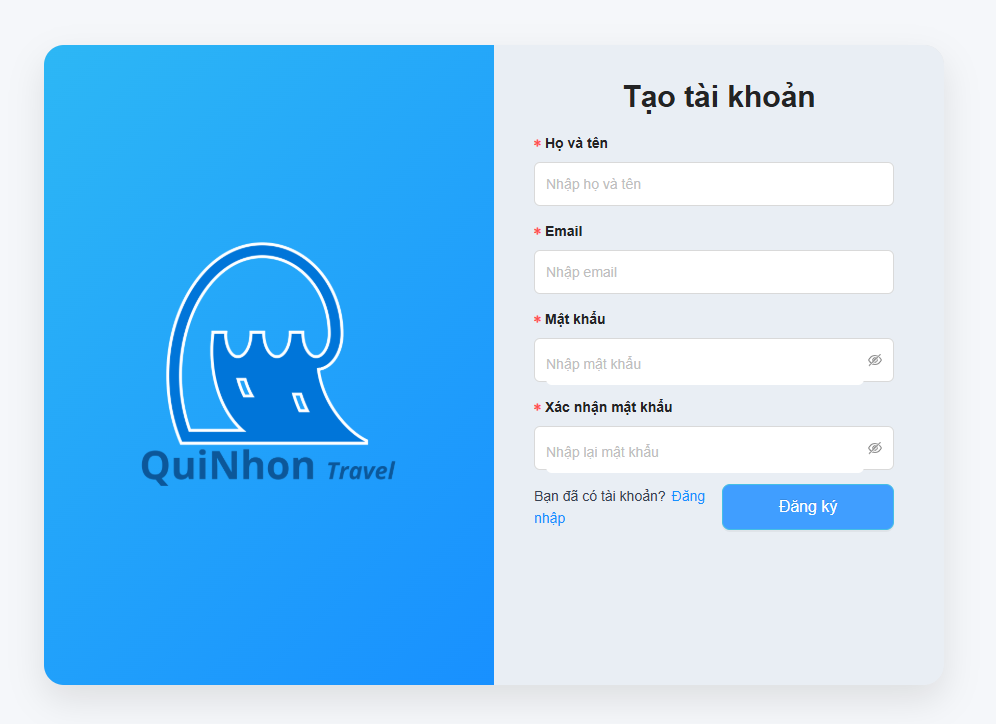 QuiNhon Travel
Tạo tài khoản
* Họ và tên
Nhập họ và tên
* Email
Nhập email
* Mật khẩu
Nhập mật khẩu
* Xác nhận mật khẩu
Nhập lại mật khẩu
Bạn đã có tài khoản? Đăng
nhập
Đăng ký